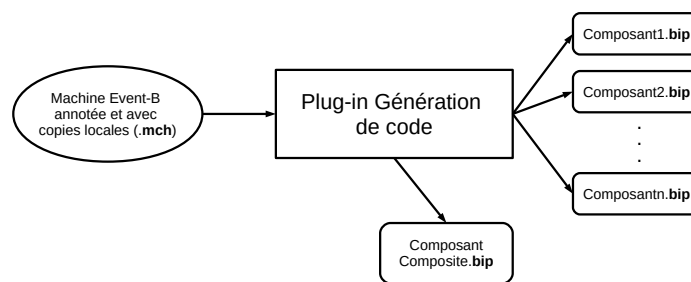 Machine Event-B
annotée et avec
copies locales (.mch)
Plug-in Génération
de code
Composant1.bip
Composant2.bip
.
.
.
Composantn.bip
Composant
Composite.bip